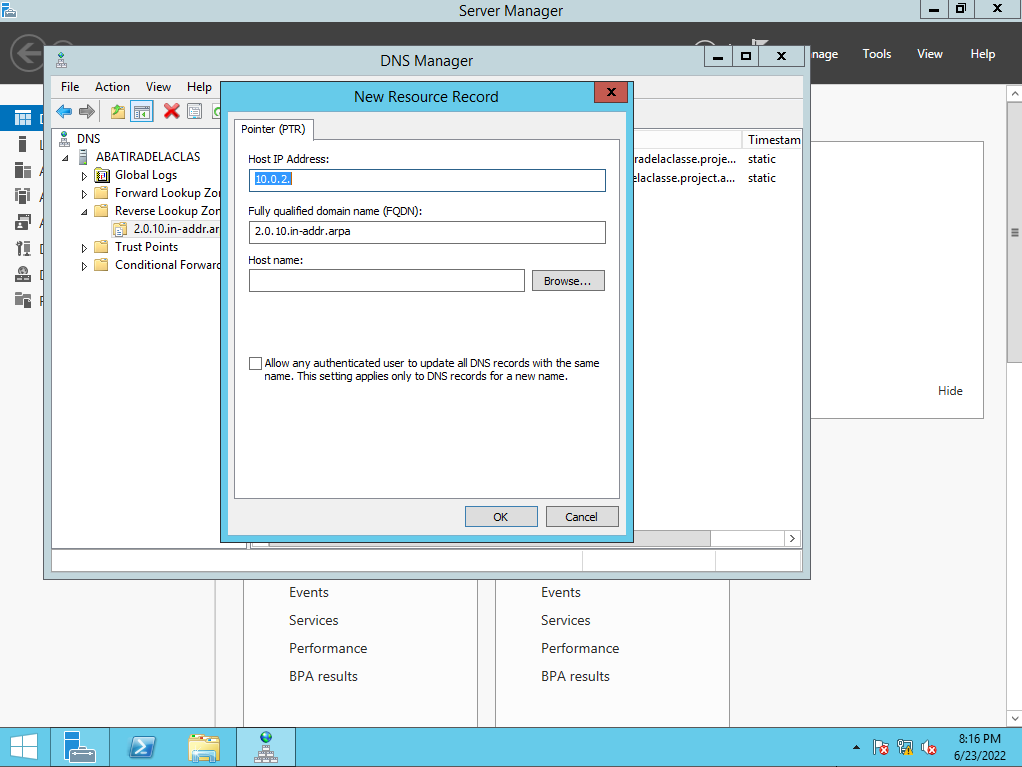 Server Manager
Manage
Tools
View
Help
DNS Manager
File
Action
View
Help
New Resource Record
DNS
ABATIRADELACLAS
Global Logs
Forward Lookup Zon
Reverse Lookup Zon
2.0.10.in-addr.ar
Trust Points
Conditional Forward
Pointer (PTR)
Host IP Address:
10.0.2.
Fully qualified domain name (FQDN):
2.0.10.in-addr.arpa
Host name:
Browse...
Allow any authenticated user to update all DNS records with the same
name. This setting applies only to DNS records for a new name.
OK
Cancel
Timestam
radelaclasse.proje...
static
elaclasse.project.a...
static
Hide
Events
Services
Performance
BPA results
Events
Services
Performance
BPA results
8:16 PM
6/23/2022